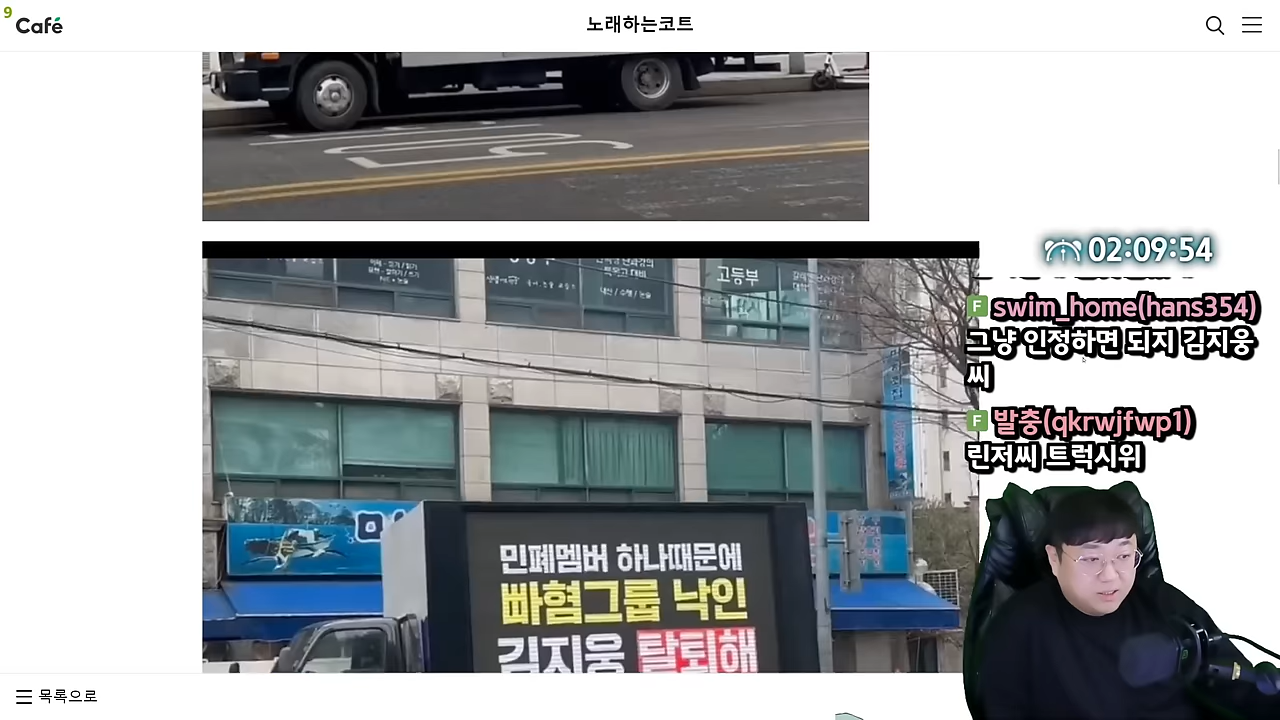 9
Café
노래하는코트
고등부
민폐멤버 하나때문에
빠혐그룹 낙인
김지웅 탈퇴해
02:09:54
F swim_home(hans354)
그냥 인정하면 되지 김지웅
씨
F 발충(qkrwjfwp1)
린저씨 트럭시위
목록으로